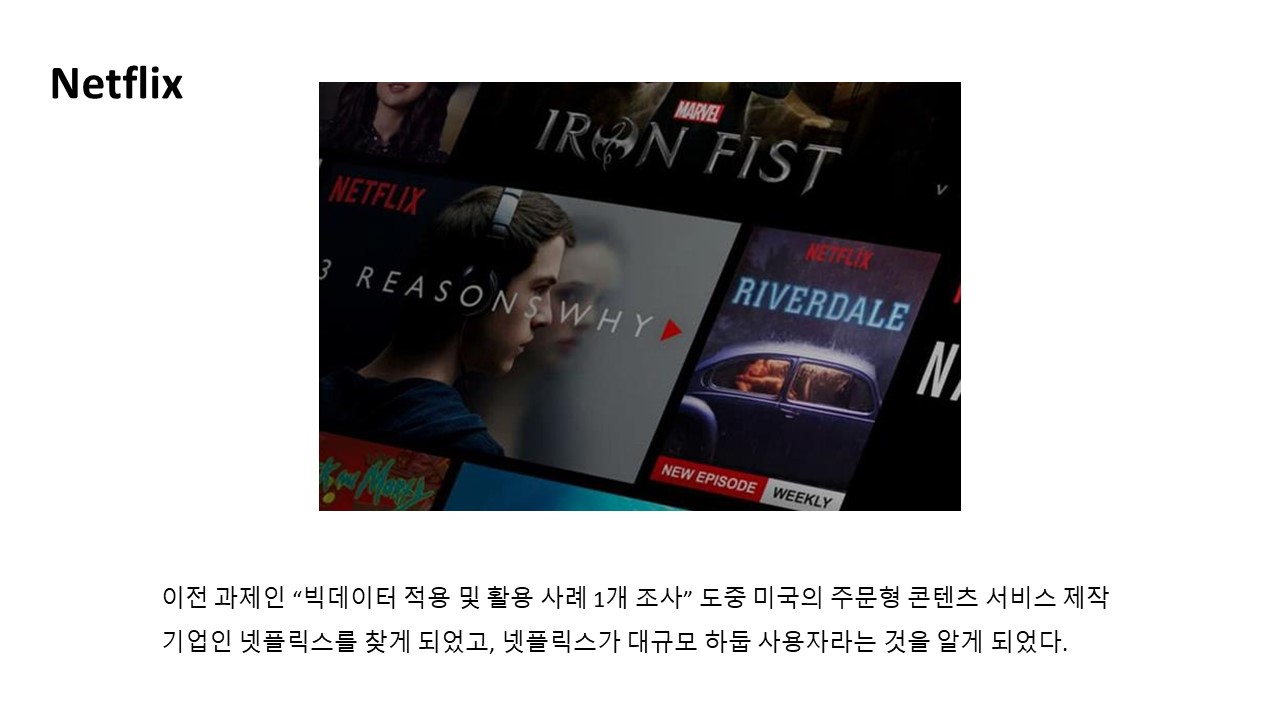 Netflix
MARVEL
IRON FIST
NETFLIX
3 REASONS WHY
NETFLIX
RIVERDALE
NEW EPISODE WEEKLY
이전 과제인 “빅데이터 적용 및 활용 사례 1개 조사” 도중 미국의 주문형 콘텐츠 서비스 제작
기업인 넷플릭스를 찾게 되었고, 넷플릭스가 대규모 하둡 사용자라는 것을 알게 되었다.